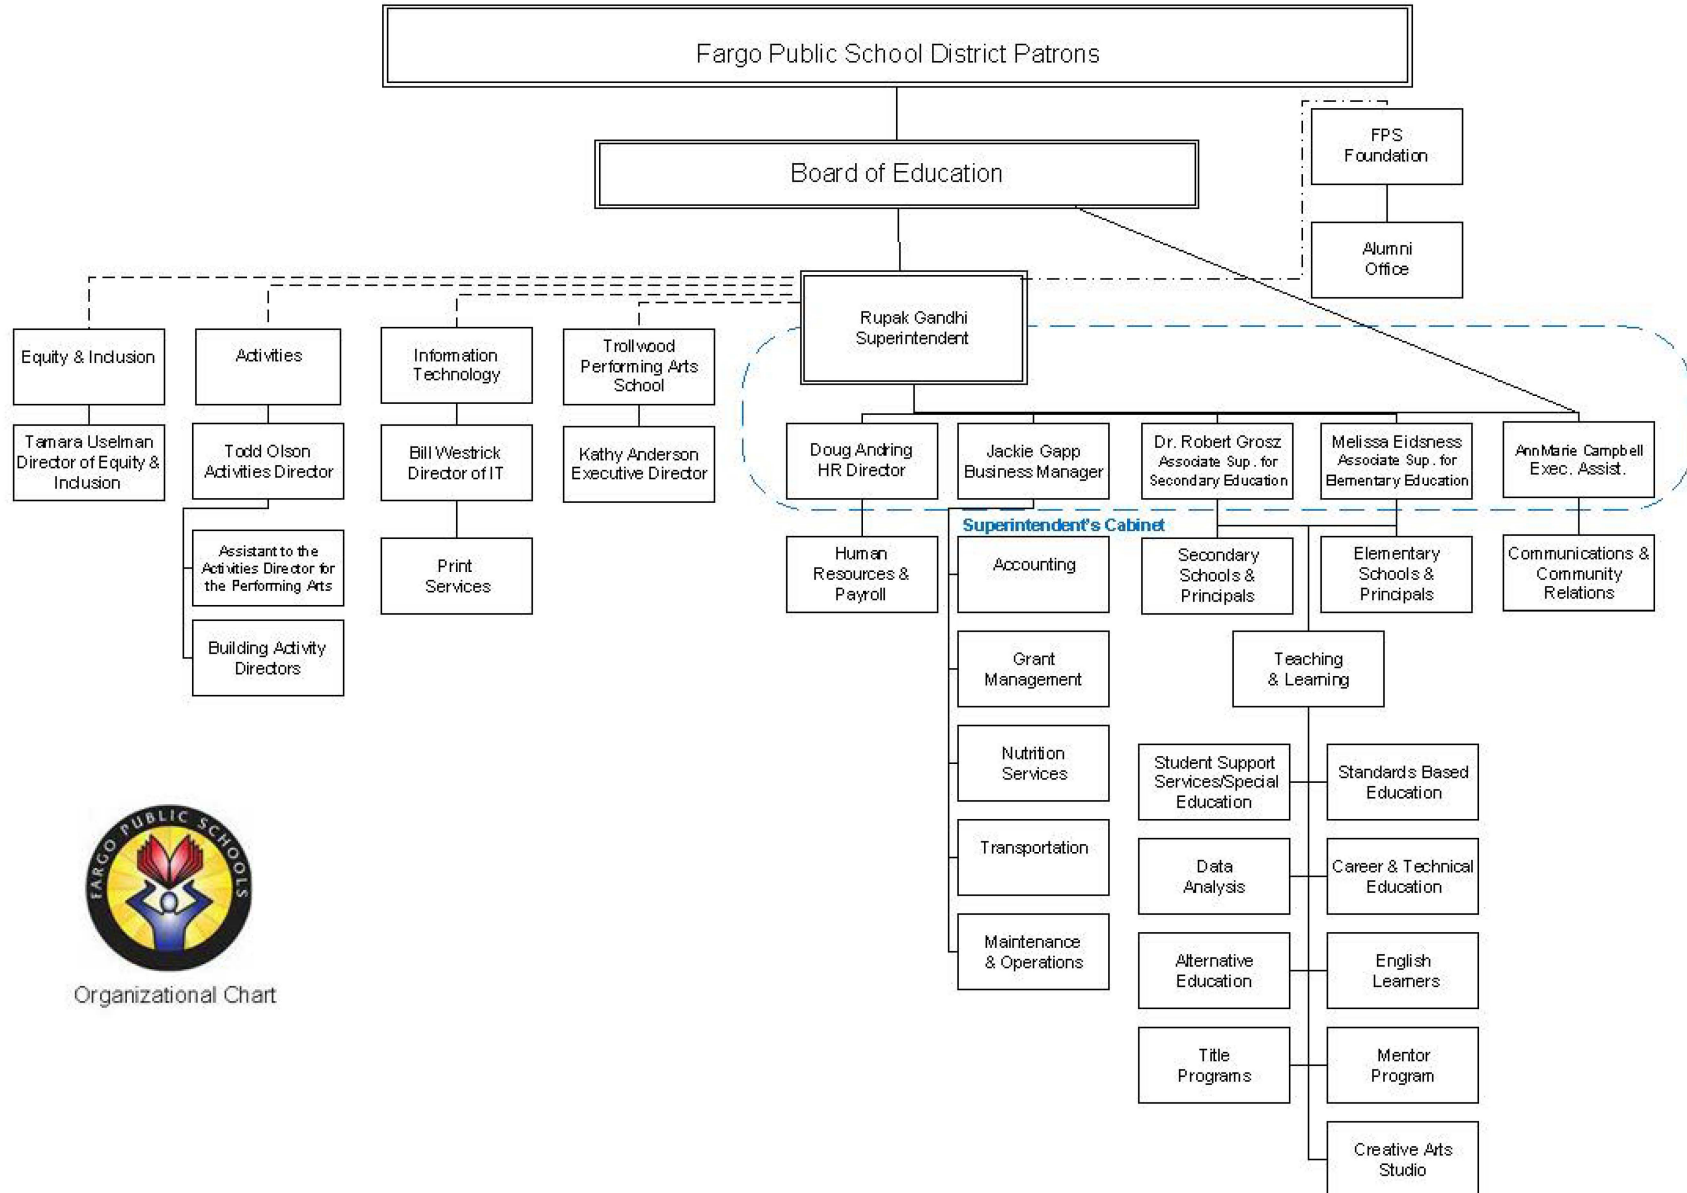 Fargo Public School District Patrons
Board of Education
FPS
Foundation
Alumni
Office
Rupak Gandhi
Superintendent
Equity & Inclusion
Activities
Information
Technology
Trollwood
Performing Arts
School
Tamara Uselman
Director of Equity &
Inclusion
Todd Olson
Activities Director
Bill Westrick
Director of IT
Kathy Anderson
Executive Director
Doug Andring
HR Director
Jackie Gapp
Business Manager
Dr. Robert Grosz
Associate Sup. for
Secondary Education
Melissa Eidsness
Associate Sup. for
Elementary Education
AnnMarie Campbell
Exec. Assist.
Superintendent's Cabinet
Assistant to the
Activities Director for
the Performing Arts
Building Activity
Directors
Print
Services
Human
Resources &
Payroll
Accounting
Secondary
Schools &
Principals
Elementary
Schools &
Principals
Communications &
Community
Relations
Grant
Management
Teaching
& Learning
Nutrition
Services
Student Support
Services/Special
Education
Standards Based
Education
Transportation
Data
Analysis
Career & Technical
Education
Maintenance
& Operations
Alternative
Education
English
Learners
Title
Programs
Mentor
Program
Creative Arts
Studio
FARGO PUBLIC SCHOOLS
Organizational Chart